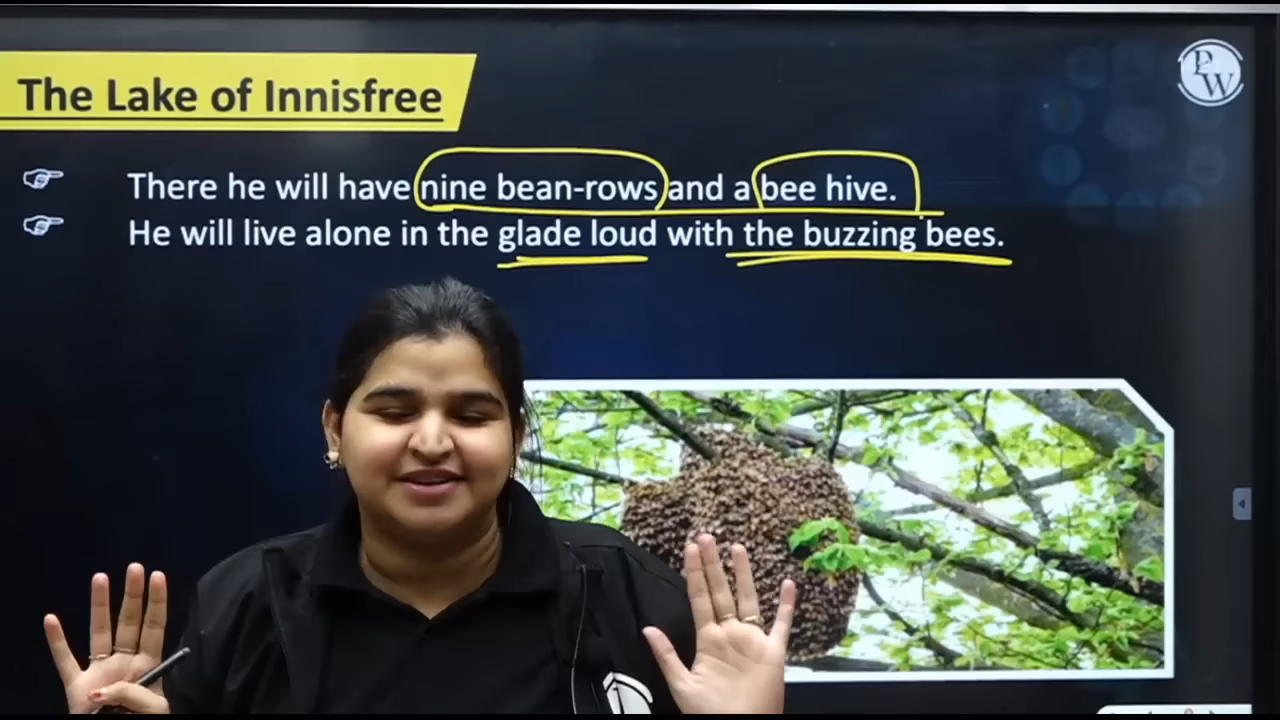 The Lake of Innisfree
PW
There he will have nine bean-rows and a bee hive.
He will live alone in the glade loud with the buzzing bees.